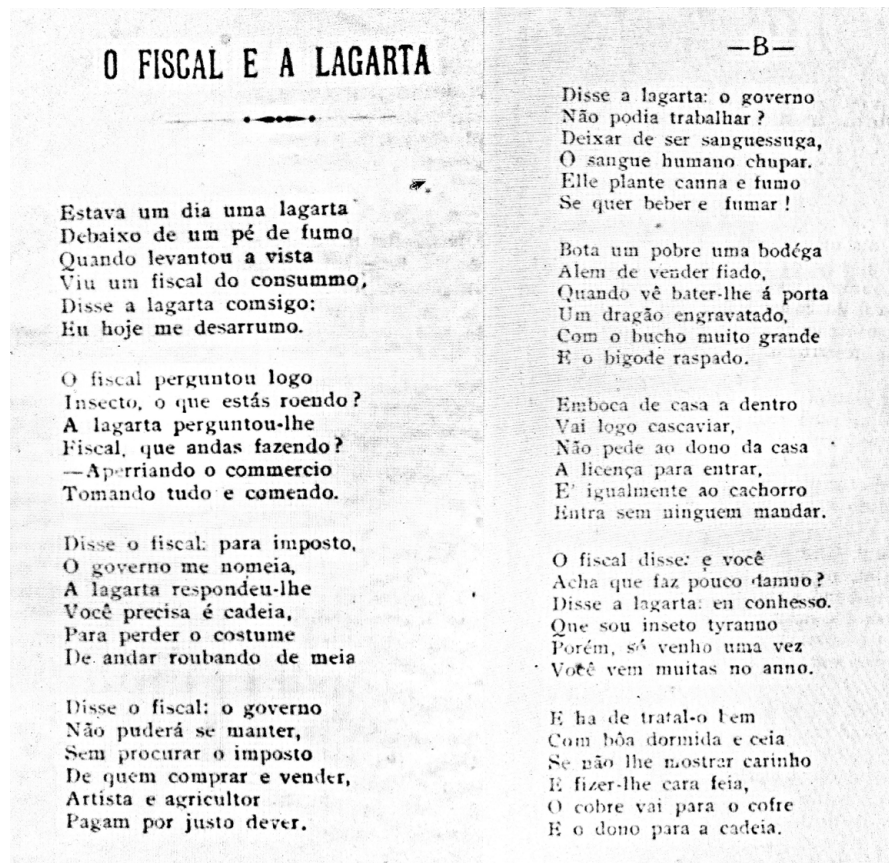 O FISCAL E A LAGARTA
Estava um dia uma lagarta
Debaixo de um pé de fumo
Quando levantou a vista
Viu um fiscal do consummo,
Disse a lagarta comsigo:
Eu hoje me desarrumo.
O fiscal perguntou logo
Insecto, o que estás roendo?
A lagarta perguntou-lhe
Fiscal, que andas fazendo?
—Aperriando o commercio
Tomando tudo e comendo.
Disse o fiscal: para imposto,
O governo me nomeia,
A lagarta respondeu-lhe
Você precisa é cadeia,
Para perder o costume
De andar roubando de meia
Disse o fiscal: o governo
Não puderá se manter,
Sem procurar o imposto
De quem comprar e vender,
Artista e agricultor
Pagam por justo dever.
—B—
Disse a lagarta: o governo
Não podia trabalhar?
Deixar de ser sanguessuga,
O sangue humano chupar.
Elle plante canna e fumo
Se quer beber e fumar!
Bota um pobre uma bodéga
Alem de vender fiado,
Quando vê bater-lhe á porta
Um dragão engravatado,
Com o bucho muito grande
E o bigode raspado.
Emboca de casa a dentro
Vai logo cascaviar,
Não pede ao dono da casa
A licença para entrar,
E' igualmente ao cachorro
Entra sem ninguem mandar.
O fiscal disse: e você
Acha que faz pouco damno?
Disse a lagarta: eu conhesso.
Que sou inseto tyranno
Porém, só venho uma vez
Você vem muitas no anno.
E ha de tratal-o bem
Com bôa dormida e ceia
Se não lhe mostrar carinho
E fizer-lhe cara feia,
O cobre vai para o cofre
E o dono para a cadeia.